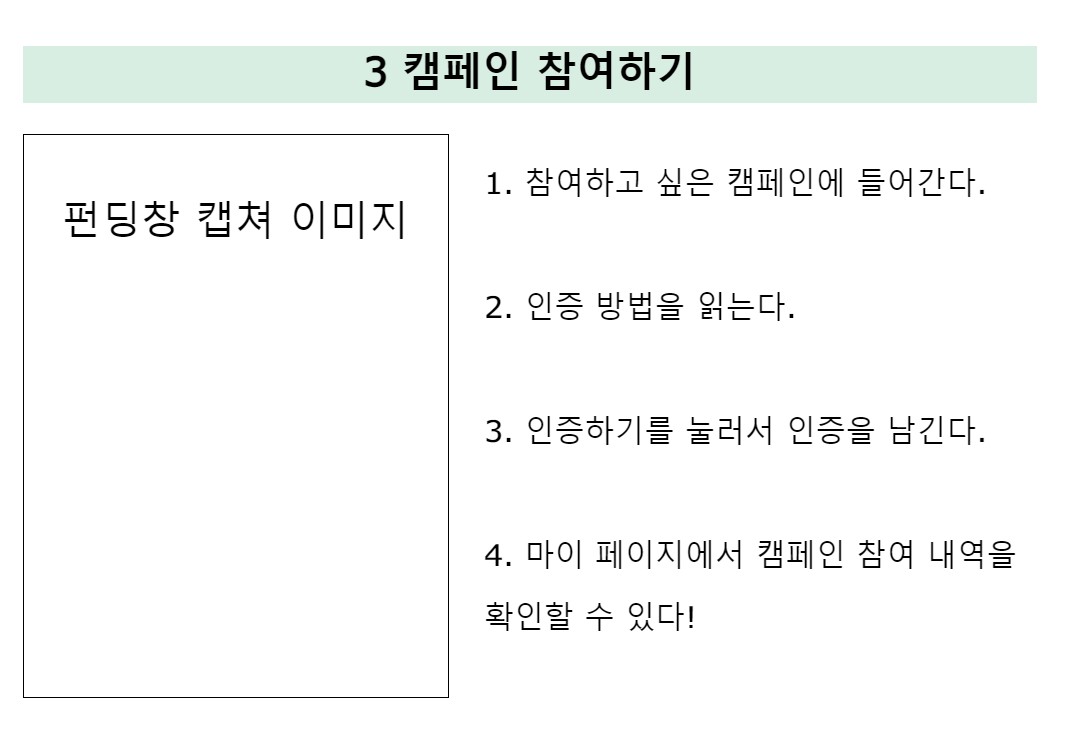 3 캠페인 참여하기
펀딩창 캡쳐 이미지
1. 참여하고 싶은 캠페인에 들어간다.
2. 인증 방법을 읽는다.
3. 인증하기를 눌러서 인증을 남긴다.
4. 마이 페이지에서 캠페인 참여 내역을
확인할 수 있다!